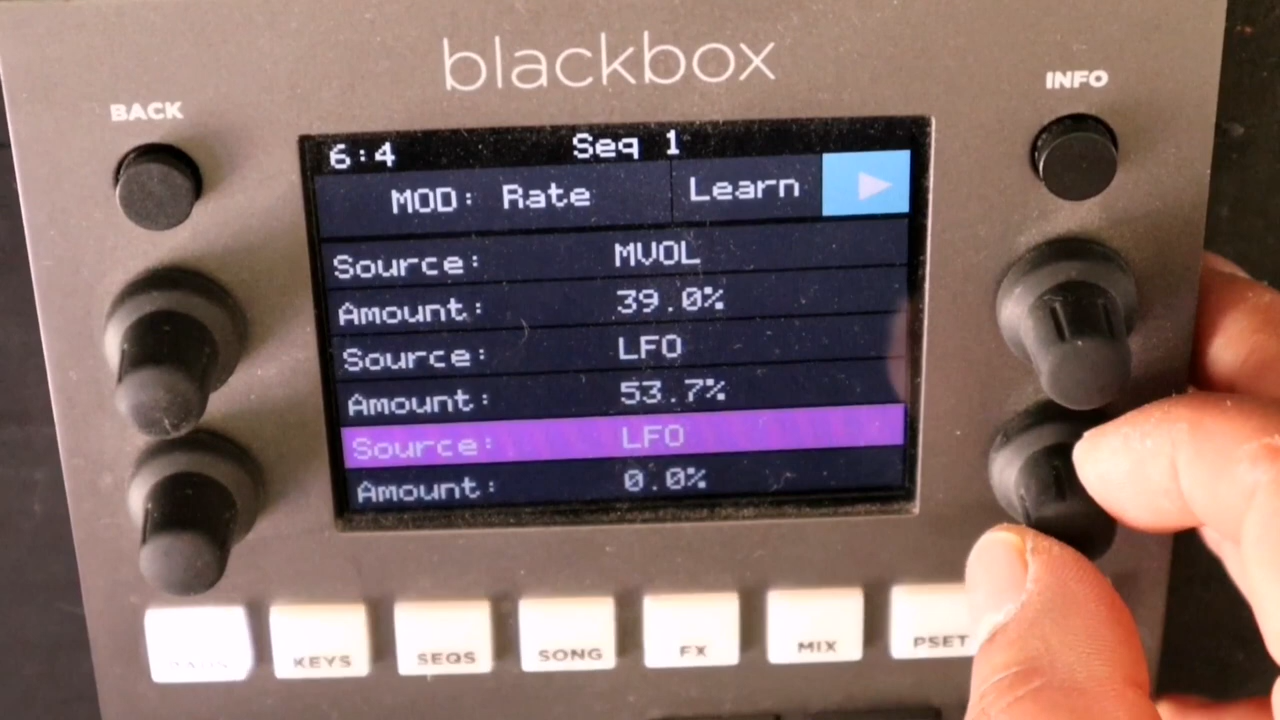 blackbox
BACK
INFO
6:4 Seq 1
MOD: Rate Learn
Source: MVOL
Amount: 39.0%
Source: LFO
Amount: 53.7%
Source: LFO
Amount: 0.0%
KEYS SEQS SONG FX MIX PSET